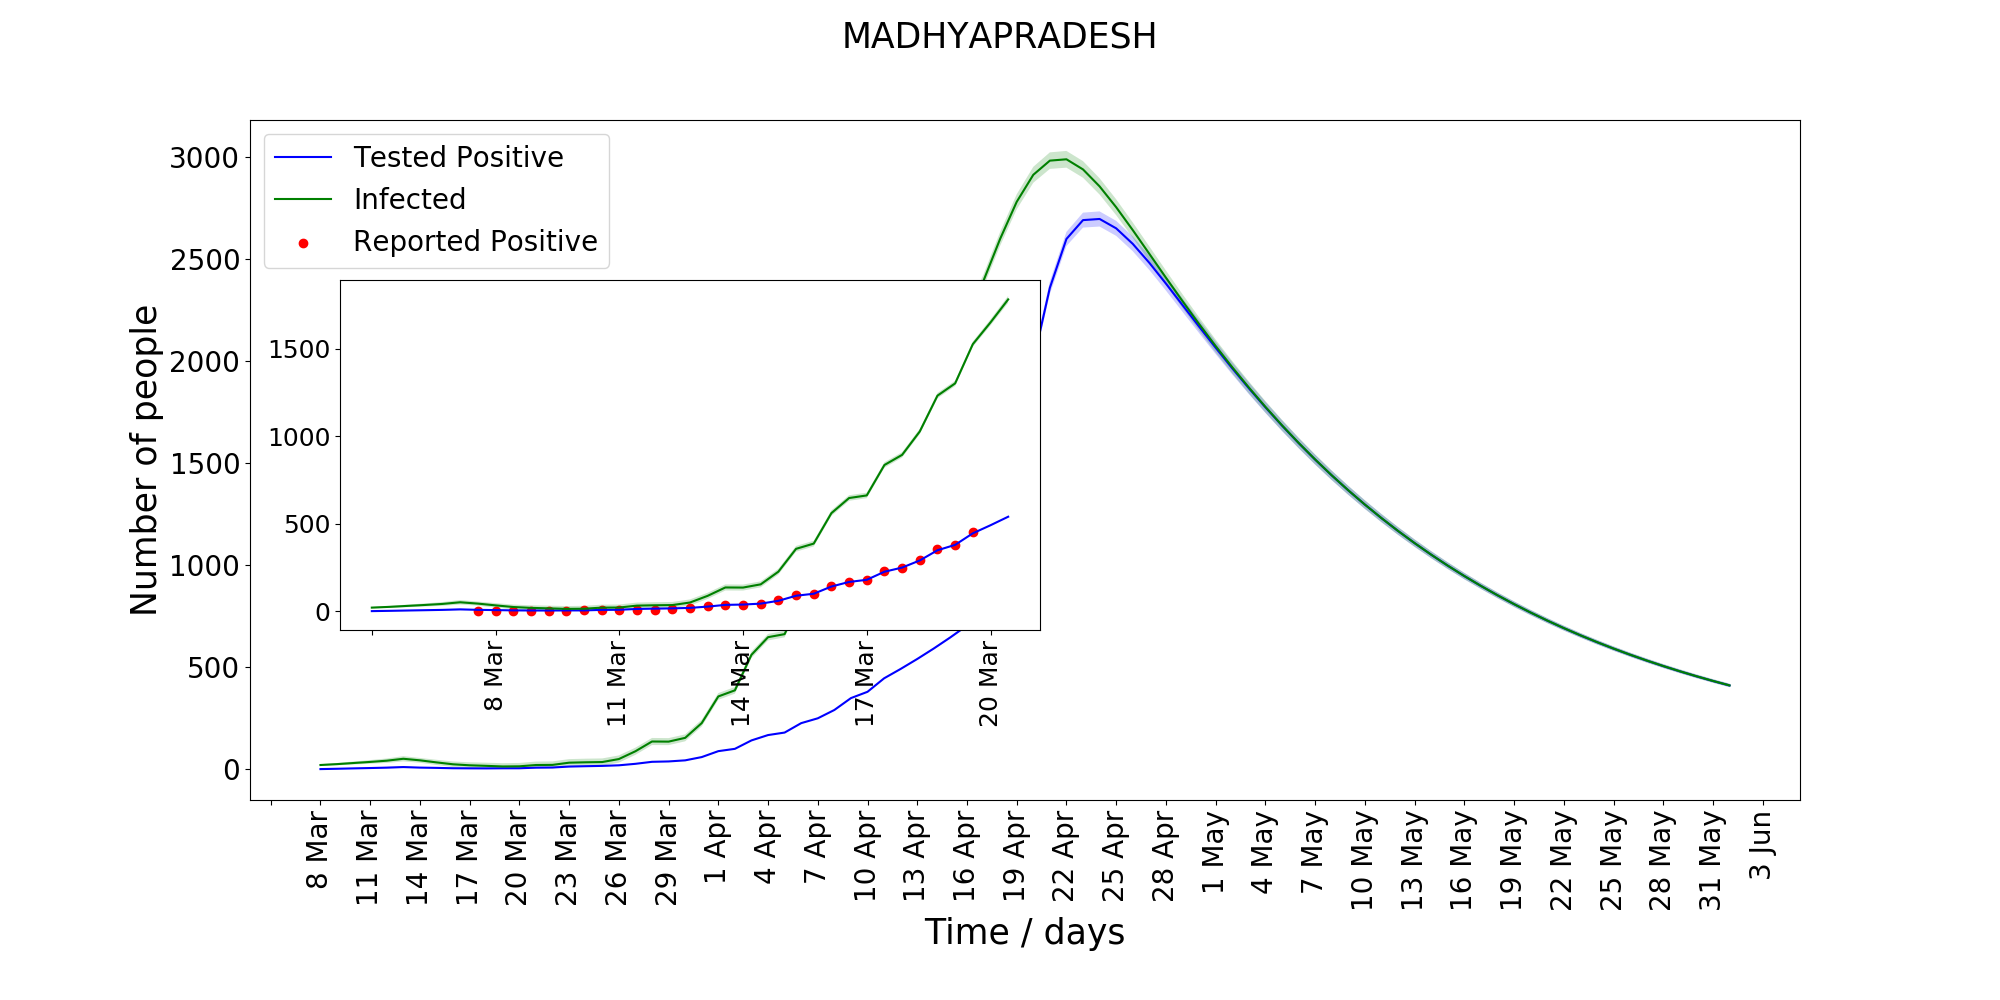 MADHYAPRADESH
Tested Positive
Infected
Reported Positive
Number of people
3000
2500
2000
1500
1000
500
0
1500
1000
500
0
8 Mar
11 Mar
14 Mar
17 Mar
20 Mar
8 Mar
11 Mar
14 Mar
17 Mar
20 Mar
23 Mar
26 Mar
29 Mar
1 Apr
4 Apr
7 Apr
10 Apr
13 Apr
16 Apr
19 Apr
22 Apr
25 Apr
28 Apr
1 May
4 May
7 May
10 May
13 May
16 May
19 May
22 May
25 May
28 May
31 May
3 Jun
Time / days